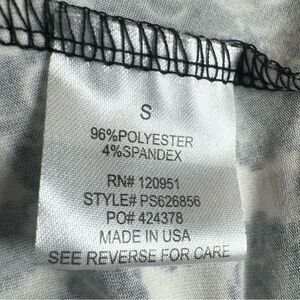 S
96%POLYESTER
4%SPANDEX
RN# 120951
STYLE# PS626856
PO# 424378
MADE IN USA
SEE REVERSE FOR CARE